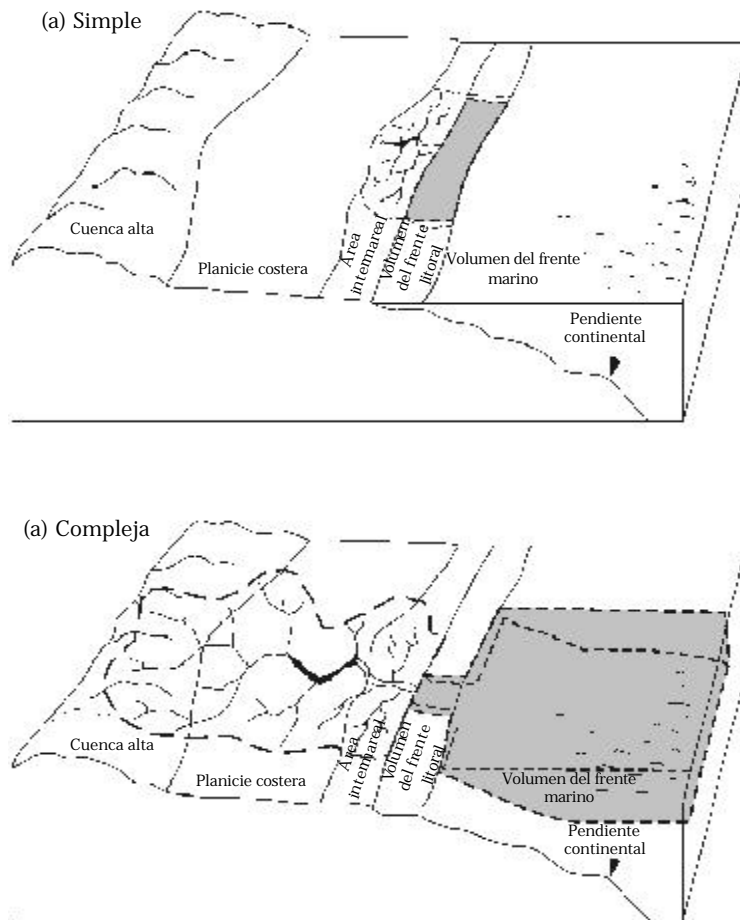 (a) Simple
Cuenca alta
Planicie costera
Área
intermareal
Volumen
del frente
litoral
Volumen del frente
marino
Pendiente
continental
(a) Compleja
Cuenca alta
Planicie costera
Área
intermareal
Volumen
del frente
litoral
Volumen del frente
marino
Pendiente
continental